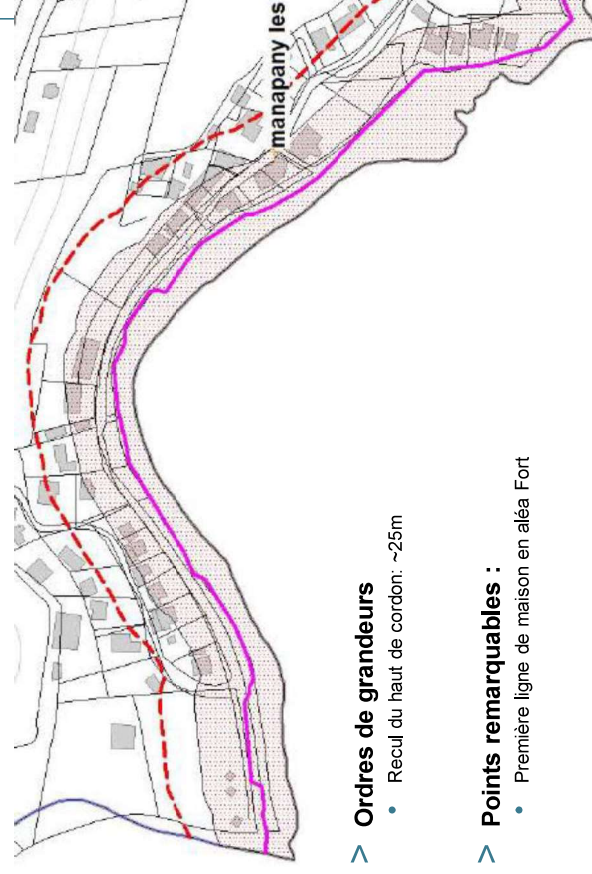 manapany les
> Ordres de grandeurs
• Recul du haut de cordon: ~25m
> Points remarquables :
• Première ligne de maison en aléa Fort